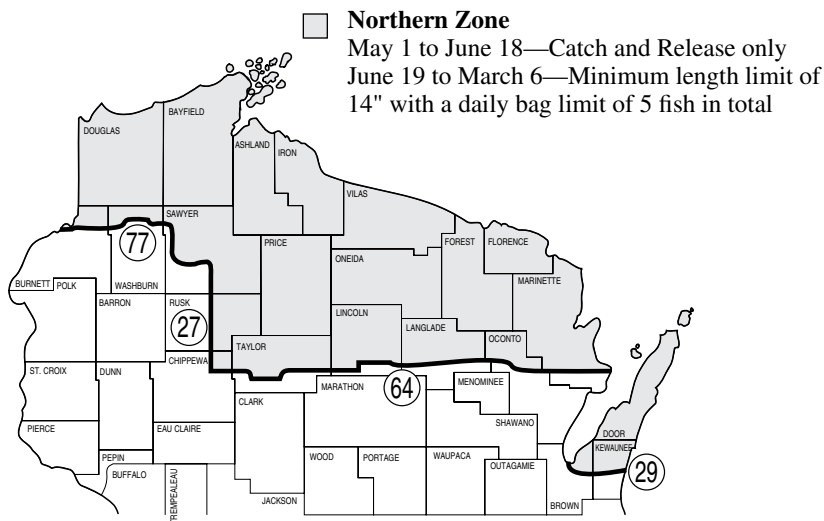 Northern Zone
May 1 to June 18—Catch and Release only
June 19 to March 6—Minimum length limit of
14" with a daily bag limit of 5 fish in total
BAYFIELD
DOUGLAS
ASHLAND
IRON
VILAS
SAWYER
77
PRICE
FOREST
FLORENCE
ONEIDA
MARINETTE
BURNETT
POLK
WASHBURN
BARRON
RUSK
27
LINCOLN
LANGLADE
OCONTO
TAYLOR
CHIPPEWA
ST. CROIX
DUNN
MARATHON
64
MENOMINEE
CLARK
SHAWANO
PIERCE
EAU CLAIRE
DOOR
KEWAUNEE
PEPIN
WOOD
PORTAGE
WAUPACA
OUTAGAMIE
29
BUFFALO
TREMPEALEAU
JACKSON
BROWN